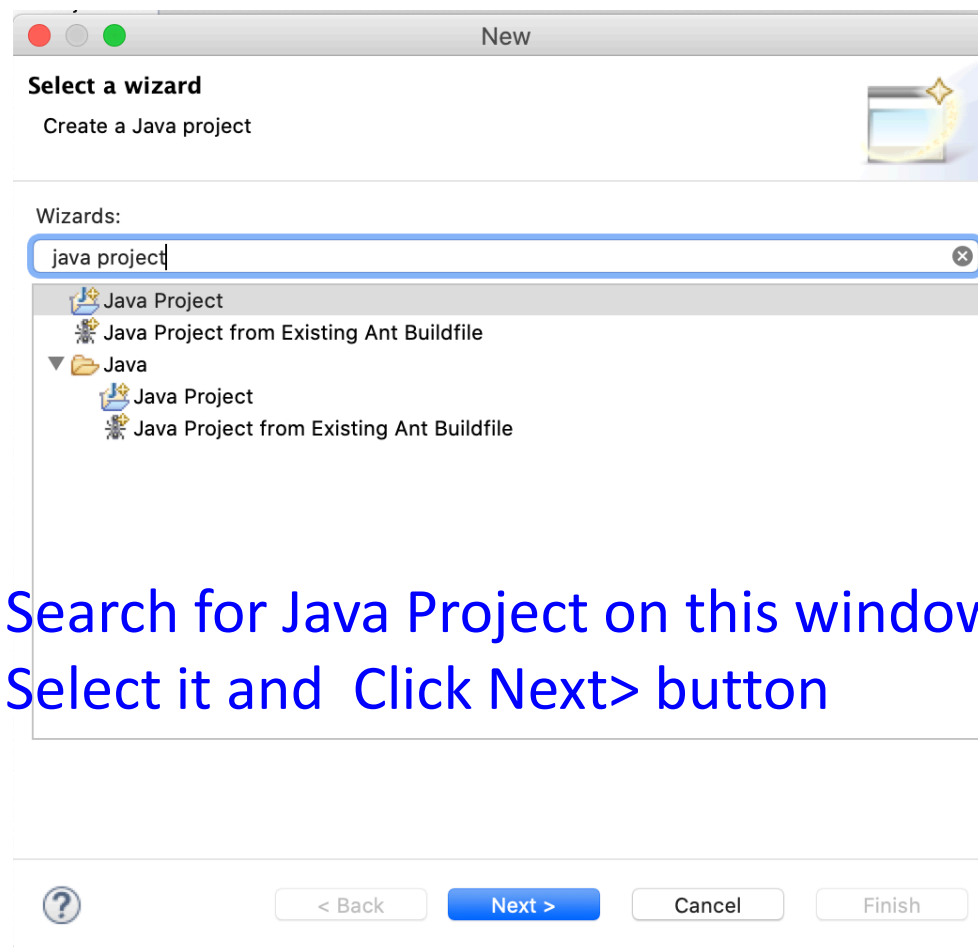 New
Select a wizard
Create a Java project
Wizards:
java project
Java Project
Java Project from Existing Ant Buildfile
Java
Java Project
Java Project from Existing Ant Buildfile
Search for Java Project on this window
Select it and  Click Next> button
?
< Back Next > Cancel Finish